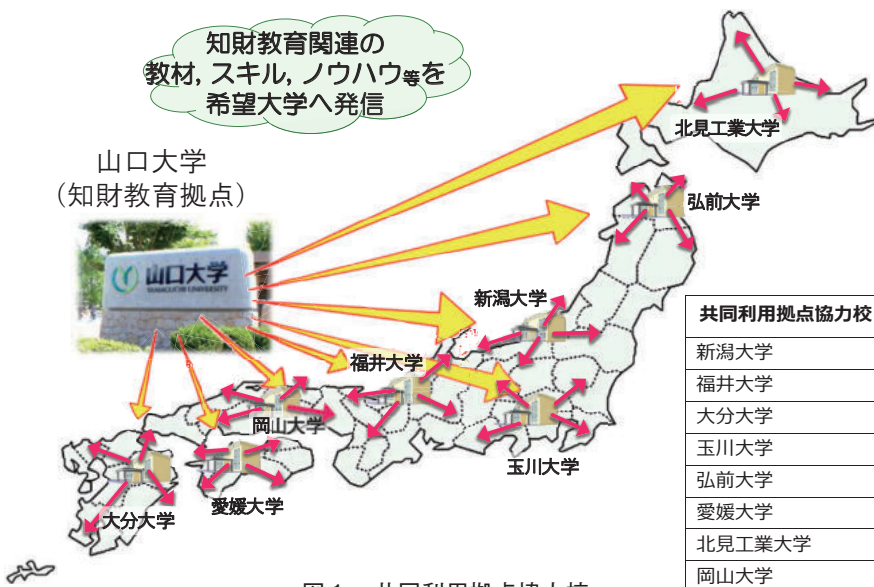 知財教育関連の
教材, スキル, ノウハウ等を
希望大学へ発信
山口大学
(知財教育拠点)
山口大学
YAMAGUCHI UNIVERSITY
北見工業大学
弘前大学
新潟大学
福井大学
岡山大学
玉川大学
愛媛大学
大分大学
共同利用拠点協力校
新潟大学
福井大学
大分大学
玉川大学
弘前大学
愛媛大学
北見工業大学
岡山大学